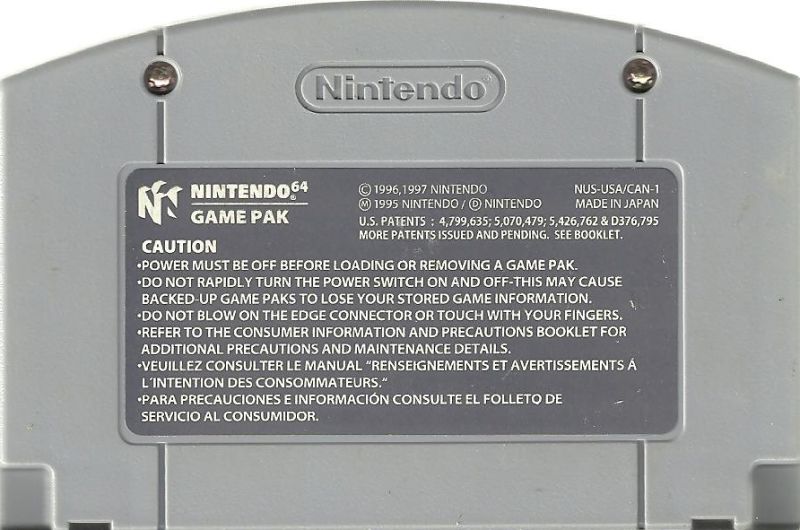 Nintendo®
NINTENDO64®
GAME PAK
© 1996,1997 NINTENDO
Ⓜ 1995 NINTENDO / Ⓓ NINTENDO
NUS-USA/CAN-1
MADE IN JAPAN
U.S. PATENTS : 4,799,635; 5,070,479; 5,426,762 & D376,795
MORE PATENTS ISSUED AND PENDING. SEE BOOKLET.
CAUTION
•POWER MUST BE OFF BEFORE LOADING OR REMOVING A GAME PAK.
•DO NOT RAPIDLY TURN THE POWER SWITCH ON AND OFF-THIS MAY CAUSE
BACKED-UP GAME PAKS TO LOSE YOUR STORED GAME INFORMATION.
•DO NOT BLOW ON THE EDGE CONNECTOR OR TOUCH WITH YOUR FINGERS.
•REFER TO THE CONSUMER INFORMATION AND PRECAUTIONS BOOKLET FOR
ADDITIONAL PRECAUTIONS AND MAINTENANCE DETAILS.
•VEUILLEZ CONSULTER LE MANUAL "RENSEIGNEMENTS ET AVERTISSEMENTS Á
L'INTENTION DES CONSOMMATEURS."
•PARA PRECAUCIONES E INFORMACIÓN CONSULTE EL FOLLETO DE
SERVICIO AL CONSUMIDOR.